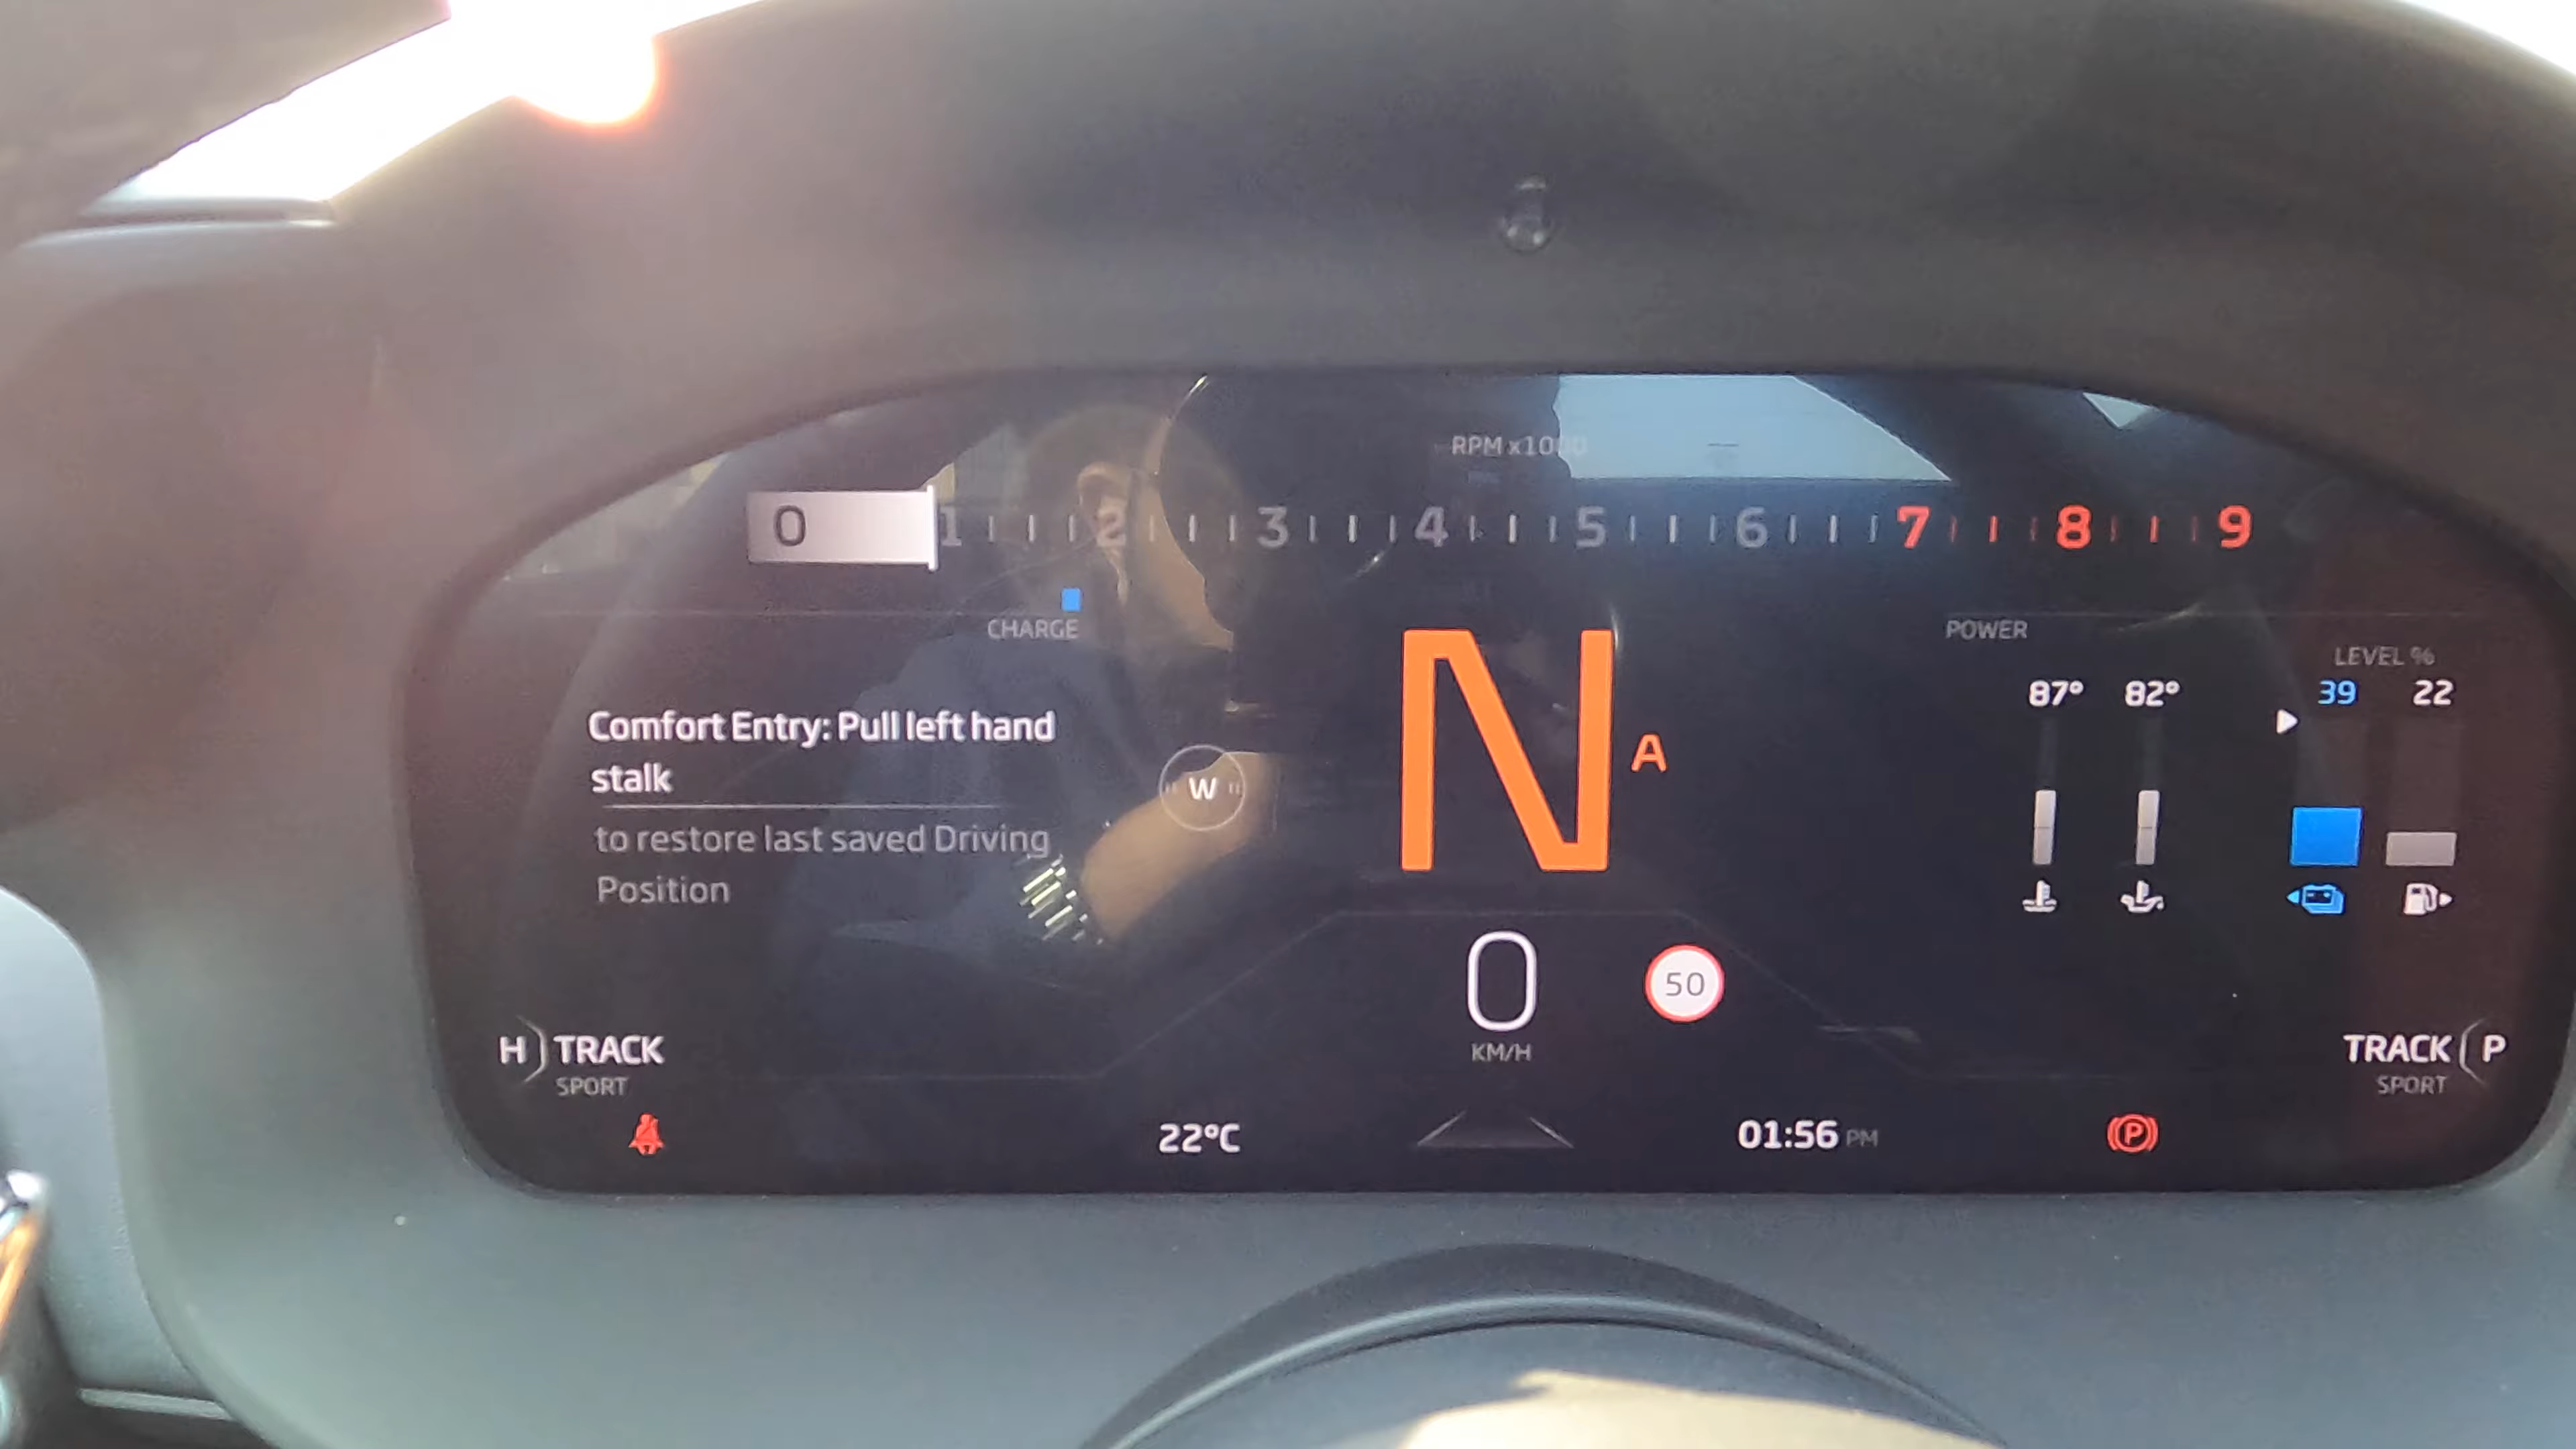 RPM x1000
0 1 2 3 4 5 6 7 8 9
CHARGE
POWER
LEVEL %
87° 82° 39 22
Comfort Entry: Pull left hand
stalk
to restore last saved Driving
Position
W
N A
0
KM/H
50
H TRACK
SPORT
TRACK P
SPORT
22°C
01:56 PM
P